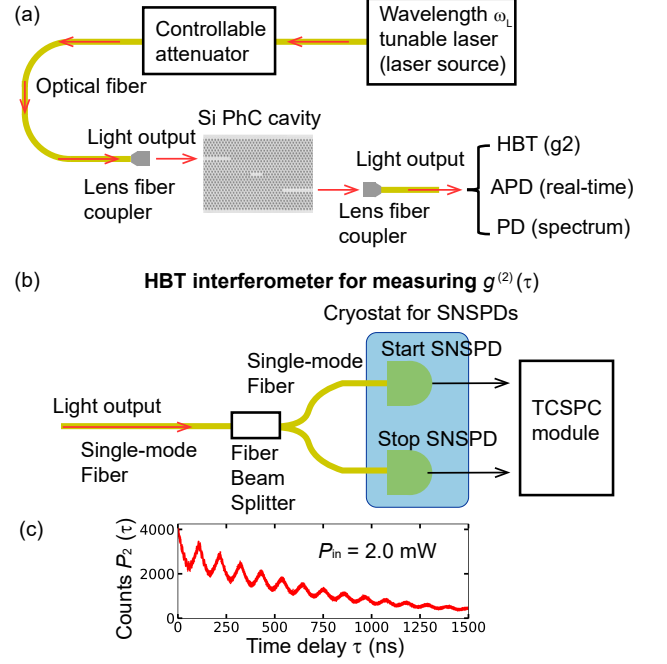 (a)
Controllable
attenuator
Wavelength ω_L
tunable laser
(laser source)
Optical fiber
Si PhC cavity
Light output
Lens fiber
coupler
Light output
Lens fiber
coupler
HBT (g2)
APD (real-time)
PD (spectrum)
(b)
HBT interferometer for measuring g⁽²⁾(τ)
Cryostat for SNSPDs
Start SNSPD
Single-mode
Fiber
Light output
Single-mode
Fiber
Fiber
Beam
Splitter
Stop SNSPD
TCSPC
module
(c)
Counts P₂ (τ)
4000
2000
0
P_in = 2.0 mW
0 250 500 750 1000 1250 1500
Time delay τ (ns)